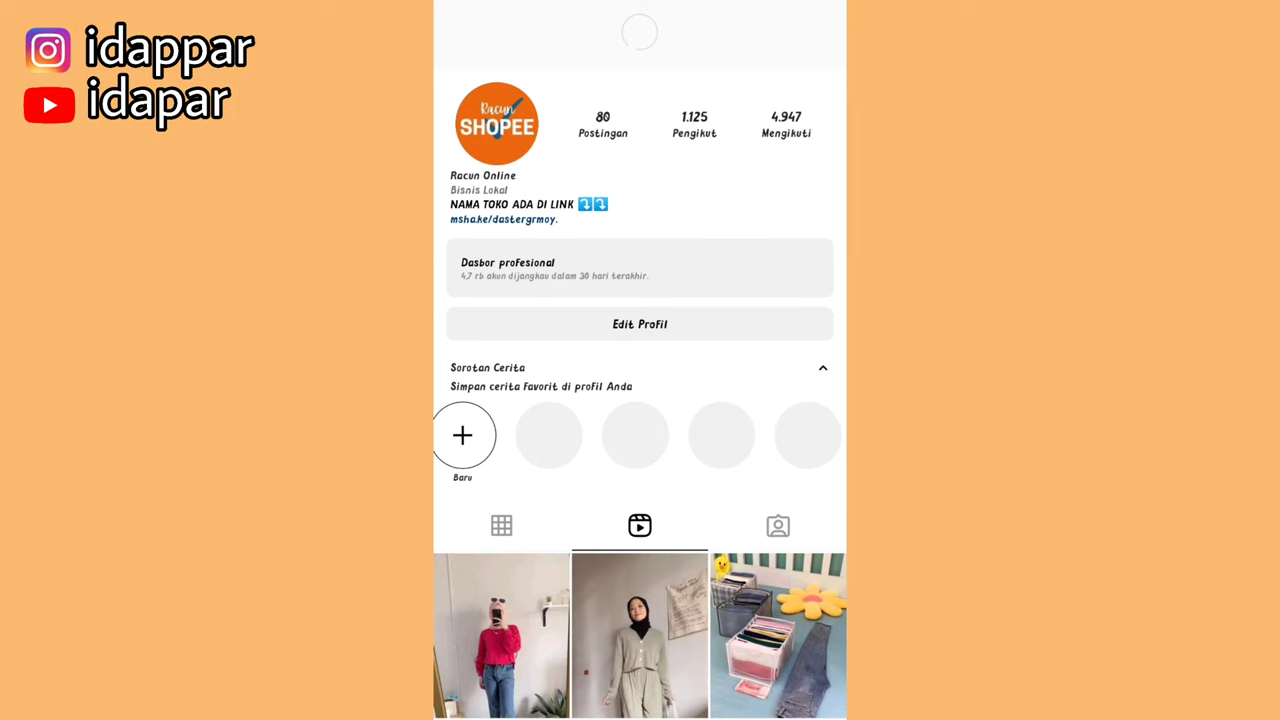 idappar
idapar
Racun
SHOPEE
80
Postingan
1.125
Pengikut
4.947
Mengikuti
Racun Online
Bisnis Lokal
NAMA TOKO ADA DI LINK ⤵️⤵️
msha.ke/dastergrmoy.
Dasbor profesional
4.7 rb akun dijangkau dalam 30 hari terakhir.
Edit Profil
Sorotan Cerita
Simpan cerita favorit di profil Anda
Baru